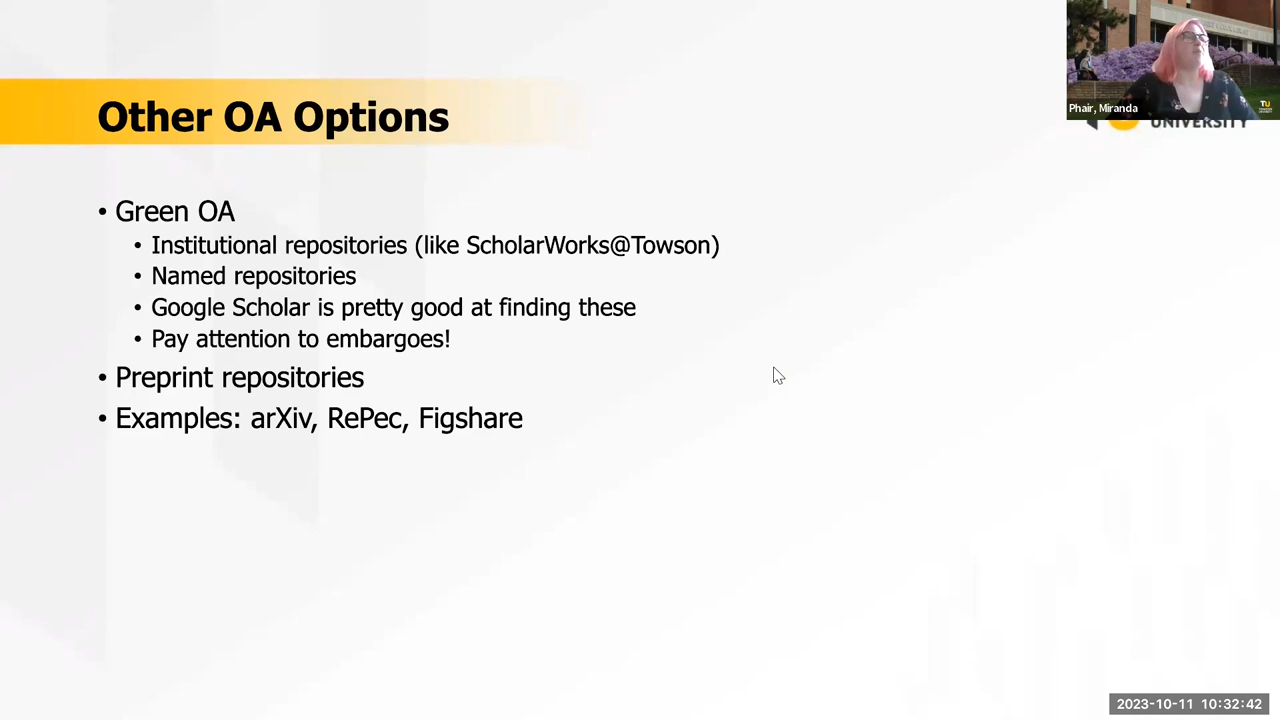 Phair, Miranda
TU
UNIVERSITY
Other OA Options
• Green OA
• Institutional repositories (like ScholarWorks@Towson)
• Named repositories
• Google Scholar is pretty good at finding these
• Pay attention to embargoes!
• Preprint repositories
• Examples: arXiv, RePec, Figshare
2023-10-11 10:32:42